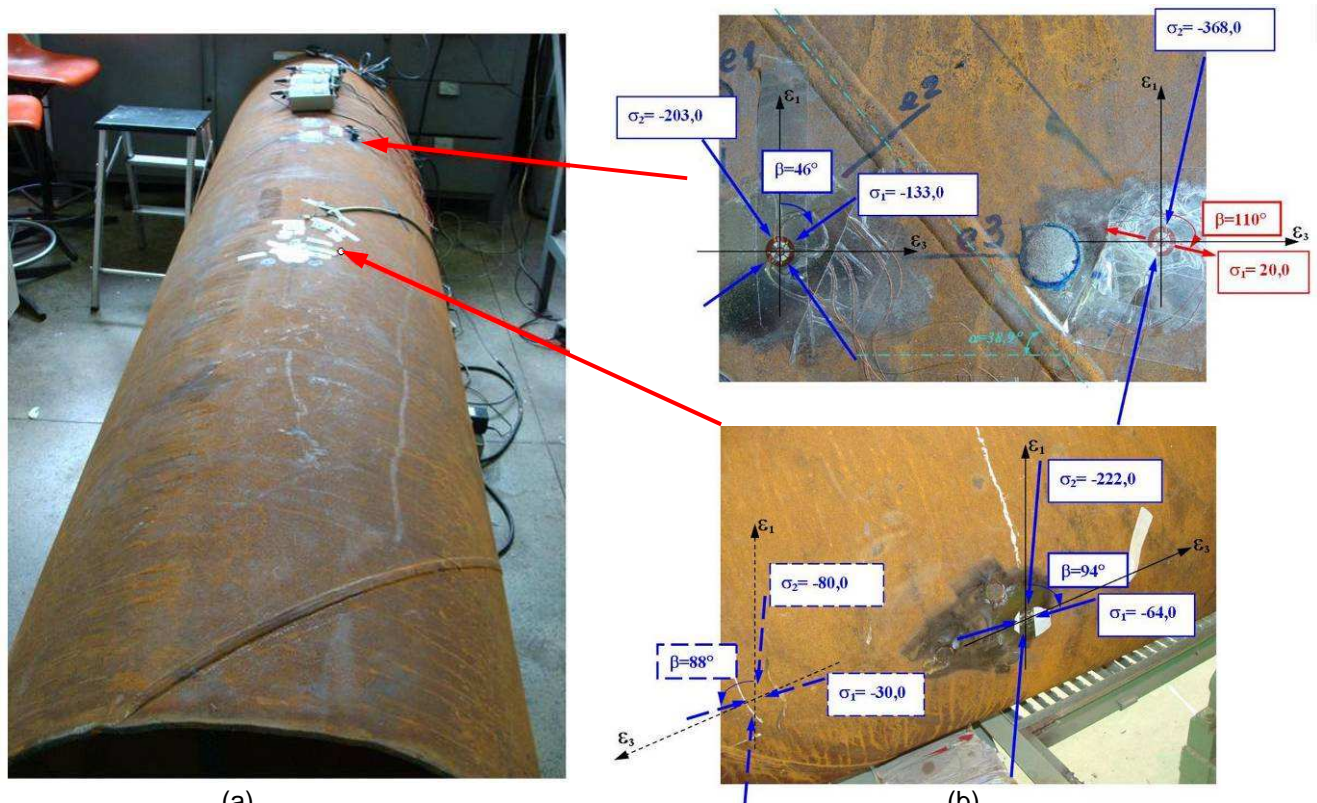 σ₂= -368,0
e1
ε₁
ε₁
e2
σ₂= -203,0
β=46°
σ₁= -133,0
β=110°
ε₃
e3
ε₃
σ₁= 20,0
α=38,9°
ε₁
σ₂= -222,0
ε₁
ε₃
β=94°
σ₂= -80,0
σ₁= -64,0
β=88°
σ₁= -30,0
ε₃
(a)
(b)